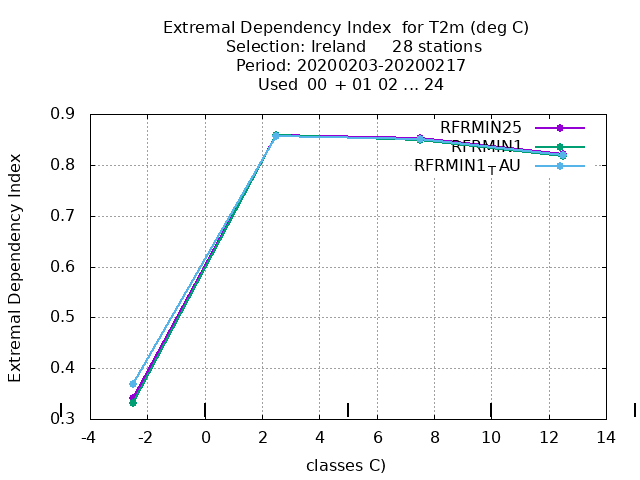 Extremal Dependency Index for T2m (deg C)
Selection: Ireland 28 stations
Period: 20200203-20200217
Used 00 + 01 02 ... 24
RFRMIN25
RFRMIN1
RFRMIN1TAU
Extremal Dependency Index
0.9
0.8
0.7
0.6
0.5
0.4
0.3
-4 -2 0 2 4 6 8 10 12 14
classes C)